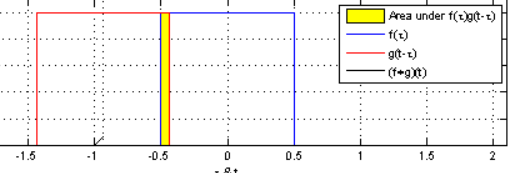 Area under f(τ)g(t-τ)
f(τ)
g(t-τ)
(f∗g)(t)
-1.5 -1 -0.5 0 0.5 1 1.5 2